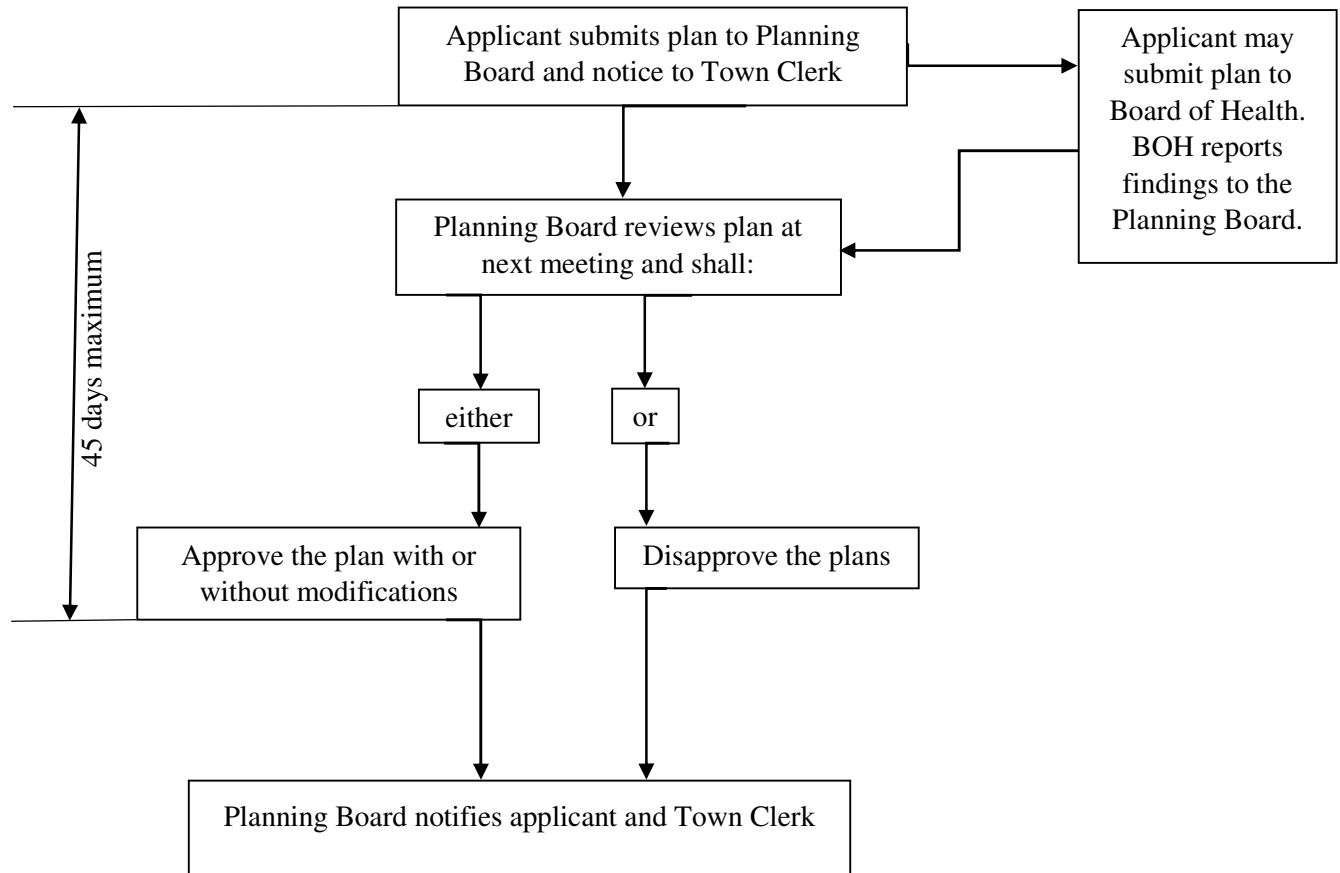 Applicant submits plan to Planning
Board and notice to Town Clerk
Applicant may
submit plan to
Board of Health.
BOH reports
findings to the
Planning Board.
Planning Board reviews plan at
next meeting and shall:
45 days maximum
either
or
Approve the plan with or
without modifications
Disapprove the plans
Planning Board notifies applicant and Town Clerk